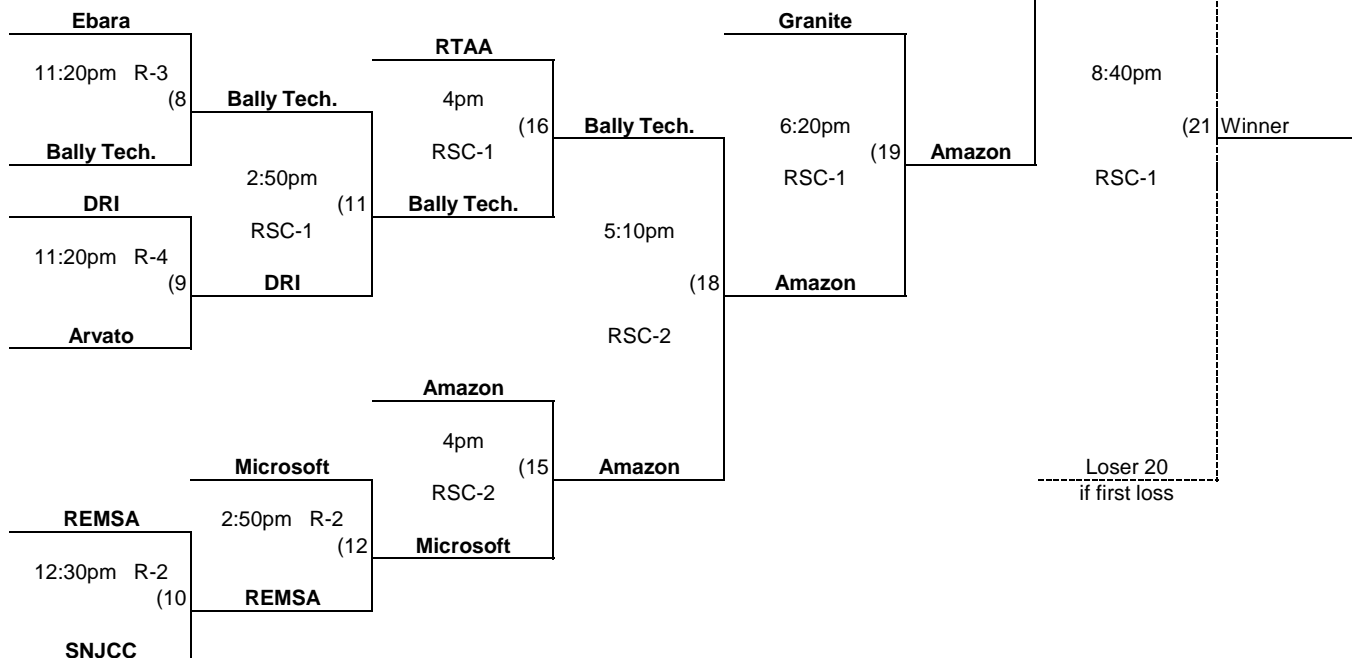 Ebara
Granite
RTAA
11:20pm R-3
8:40pm
(8
Bally Tech.
4pm
(16
Bally Tech.
6:20pm
(21
Winner
Bally Tech.
RSC-1
(19
Amazon
2:50pm
RSC-1
RSC-1
DRI
(11
Bally Tech.
RSC-1
5:10pm
11:20pm R-4
(9
DRI
(18
Amazon
Arvato
RSC-2
Amazon
4pm
Microsoft
(15
Amazon
Loser 20
RSC-2
if first loss
REMSA
2:50pm R-2
(12
Microsoft
12:30pm R-2
(10
REMSA
SNJCC